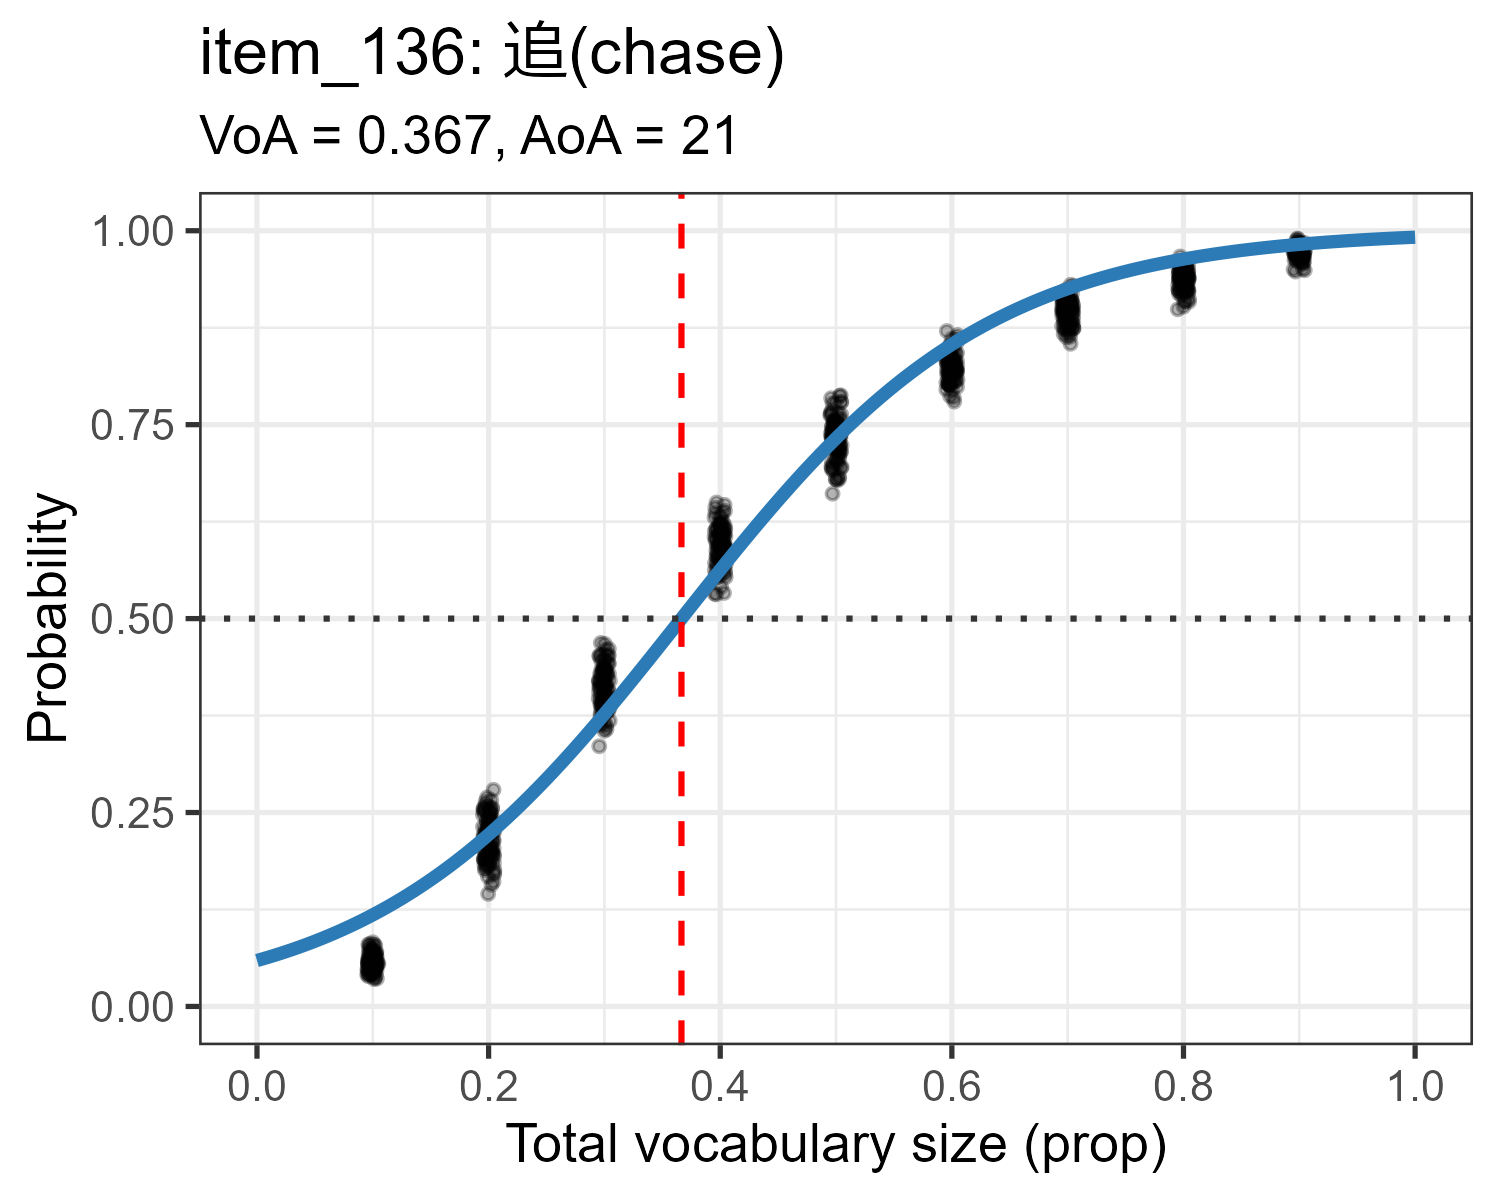 item_136: 追(chase)
VoA = 0.367, AoA = 21
1.00
0.75
0.50
0.25
0.00
Probability
0.0 0.2 0.4 0.6 0.8 1.0
Total vocabulary size (prop)